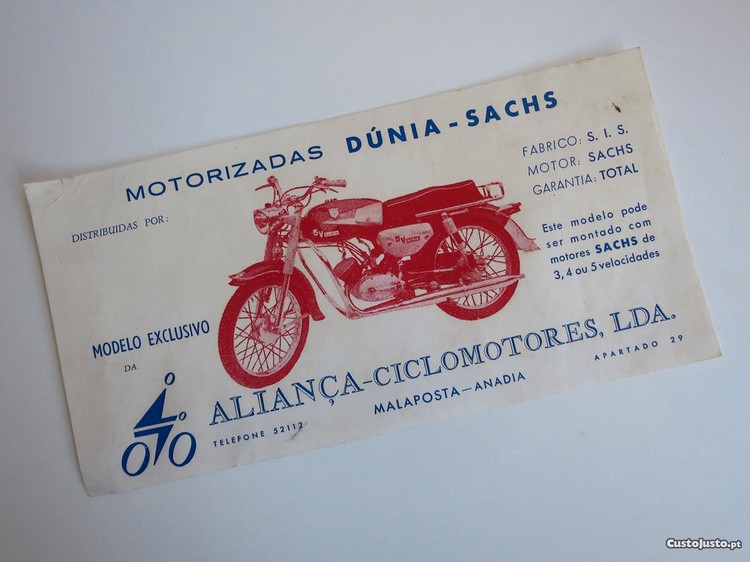 MOTORIZADAS DÚNIA - SACHS
DISTRIBUIDAS POR:
FABRICO: S. I. S.
MOTOR: SACHS
GARANTIA: TOTAL
Este modelo pode
ser montado com
motores SACHS de
3, 4 ou 5 velocidades
5V
5V
MODELO EXCLUSIVO
DA
ALIANÇA-CICLOMOTORES, LDA.
TELEFONE 52112
MALAPOSTA—ANADIA
APARTADO 29
CustoJusto.pt